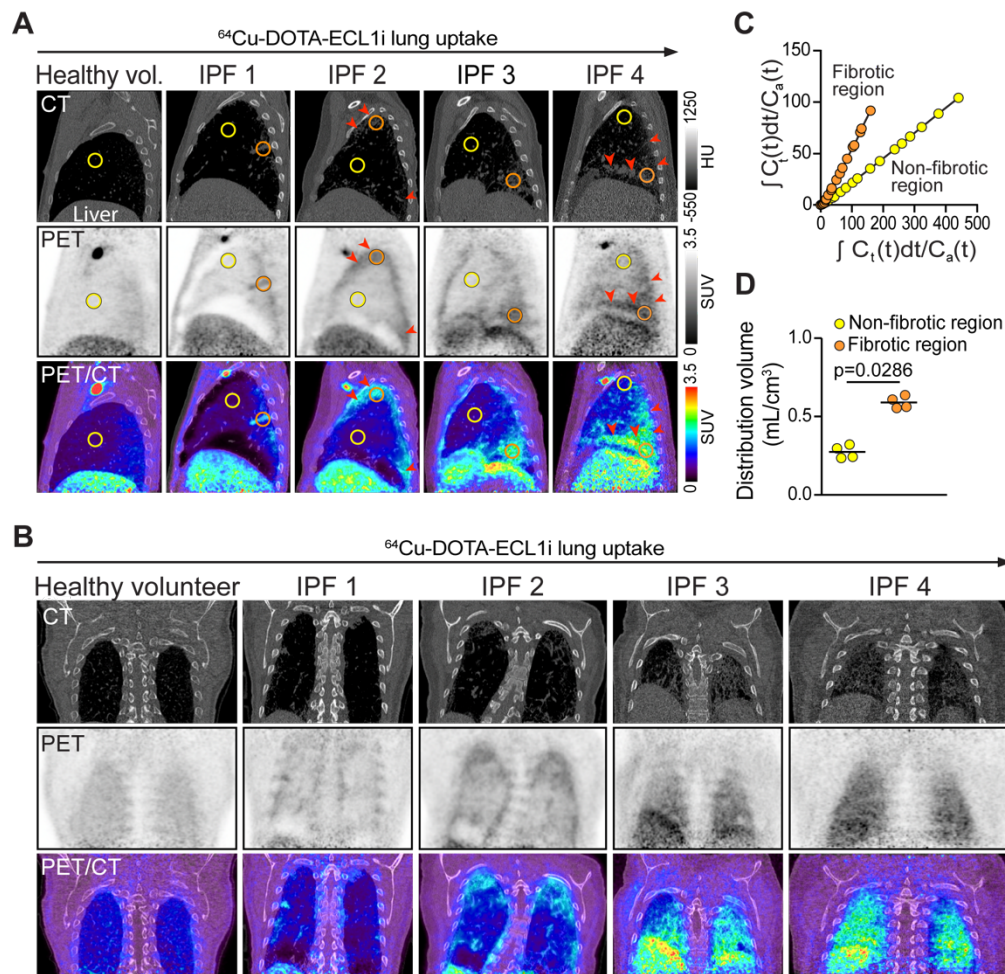 A
⁶⁴Cu-DOTA-ECL1i lung uptake
Healthy vol. IPF 1 IPF 2 IPF 3 IPF 4
CT
Liver
1250
HU
-550
PET
3.5
SUV
0
PET/CT
3.5
SUV
0
C
150
100
50
0
∫ Cₜ(t)dt/Cₐ(t)
Fibrotic
region
Non-fibrotic
region
0 100 200 300 400 500
∫ Cₜ(t)dt/Cₐ(t)
D
Non-fibrotic region
Fibrotic region
p=0.0286
1.0
0.5
0.0
Distribution volume
(mL/cm³)
B
⁶⁴Cu-DOTA-ECL1i lung uptake
Healthy volunteer IPF 1 IPF 2 IPF 3 IPF 4
CT
PET
PET/CT